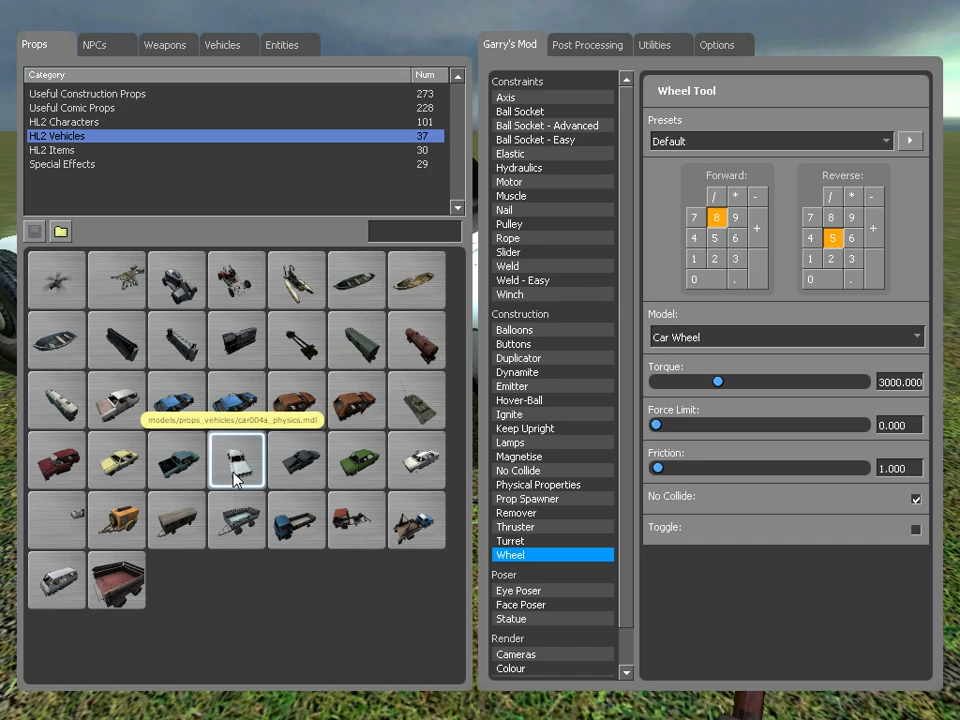 Props
NPCs
Weapons
Vehicles
Entities
Category Num
Useful Construction Props 273
Useful Comic Props 228
HL2 Characters 101
HL2 Vehicles 37
HL2 Items 30
Special Effects 29
models/props_vehicles/car004a_physics.mdl
Garry's Mod
Post Processing
Utilities
Options
Constraints
Axis
Ball Socket
Ball Socket - Advanced
Ball Socket - Easy
Elastic
Hydraulics
Motor
Muscle
Nail
Pulley
Rope
Slider
Weld
Weld - Easy
Winch
Construction
Balloons
Buttons
Duplicator
Dynamite
Emitter
Hover-Ball
Ignite
Keep Upright
Lamps
Magnetise
No Collide
Physical Properties
Prop Spawner
Remover
Thruster
Turret
Wheel
Poser
Eye Poser
Face Poser
Statue
Render
Cameras
Colour
Wheel Tool
Presets
Default
Forward:
/ * -
7 8 9
+
4 5 6
1 2 3
0 .
Reverse:
/ * -
7 8 9
+
4 5 6
1 2 3
0 .
Model:
Car Wheel
Torque:
3000.000
Force Limit:
0.000
Friction:
1.000
No Collide:
Toggle: